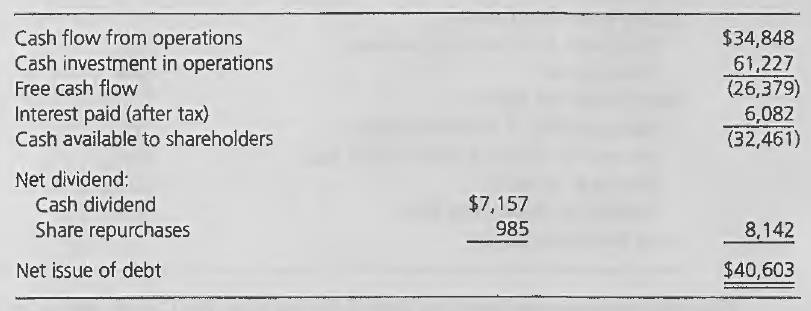 Cash flow from operations $34,848
Cash investment in operations 61,227
Free cash flow (26,379)
Interest paid (after tax) 6,082
Cash available to shareholders (32,461)
Net dividend:
Cash dividend $7,157
Share repurchases 985 8,142
Net issue of debt $40,603